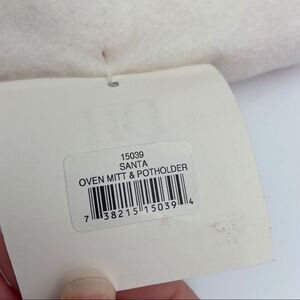 15039
SANTA
OVEN MITT & POTHOLDER
7 38215 15039 4